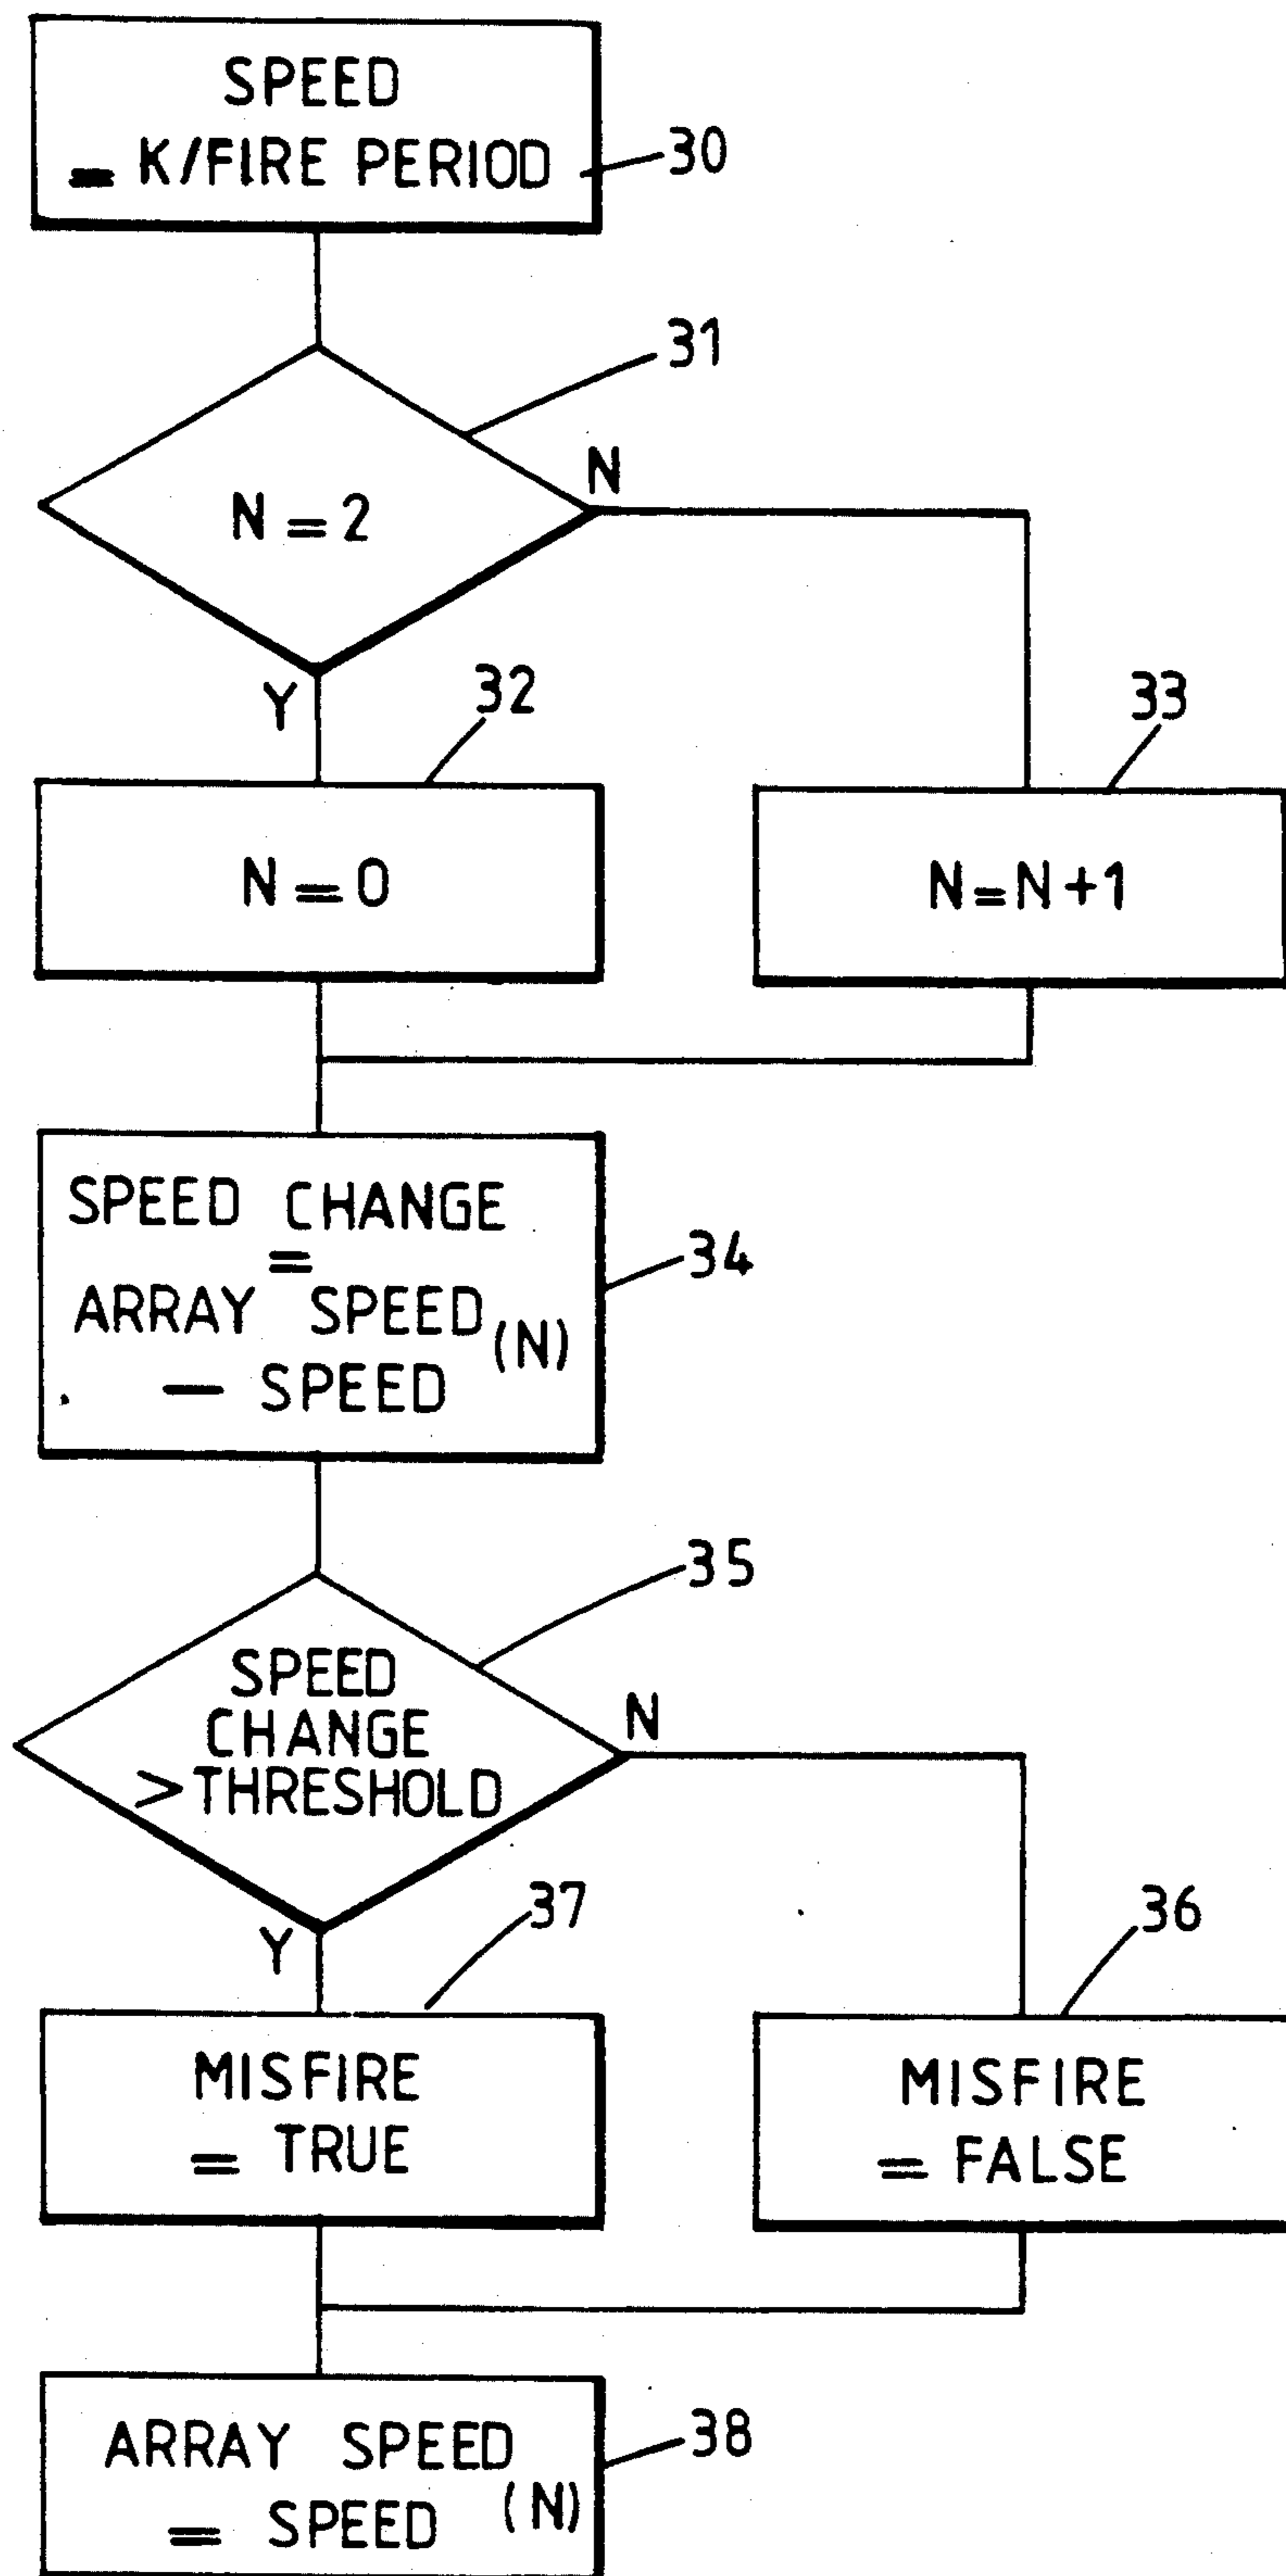 SPEED
= K/FIRE PERIOD
30
31
N = 2
N
Y
32
33
N = 0
N=N+1
SPEED CHANGE
=
ARRAY SPEED (N)
— SPEED
34
35
SPEED
CHANGE
>THRESHOLD
N
Y
37
36
MISFIRE
= TRUE
MISFIRE
= FALSE
ARRAY SPEED (N)
= SPEED
38